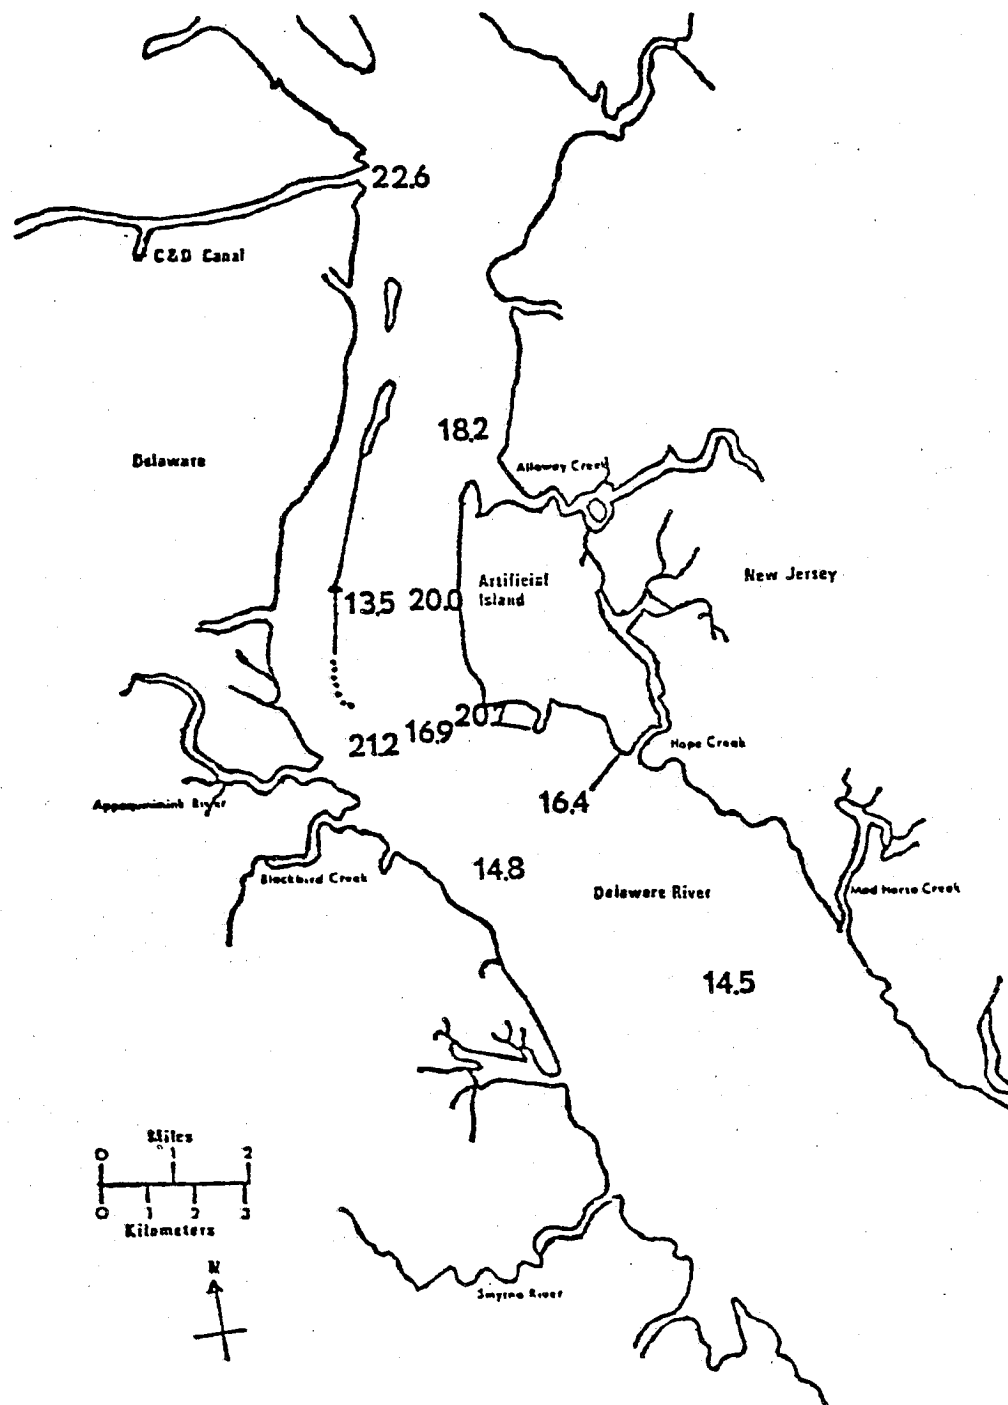 22.6
C&D Canal
18.2
Delaware
Alloway Creek
Artificial
Island
New Jersey
13.5
20.0
20.7
16.9
21.2
Hope Creek
16.4
Appoquinimink River
14.8
Blackbird Creek
Delaware River
Mad Horse Creek
14.5
Miles
0 1 2
0 1 2 3
Kilometers
N
Smyrna River